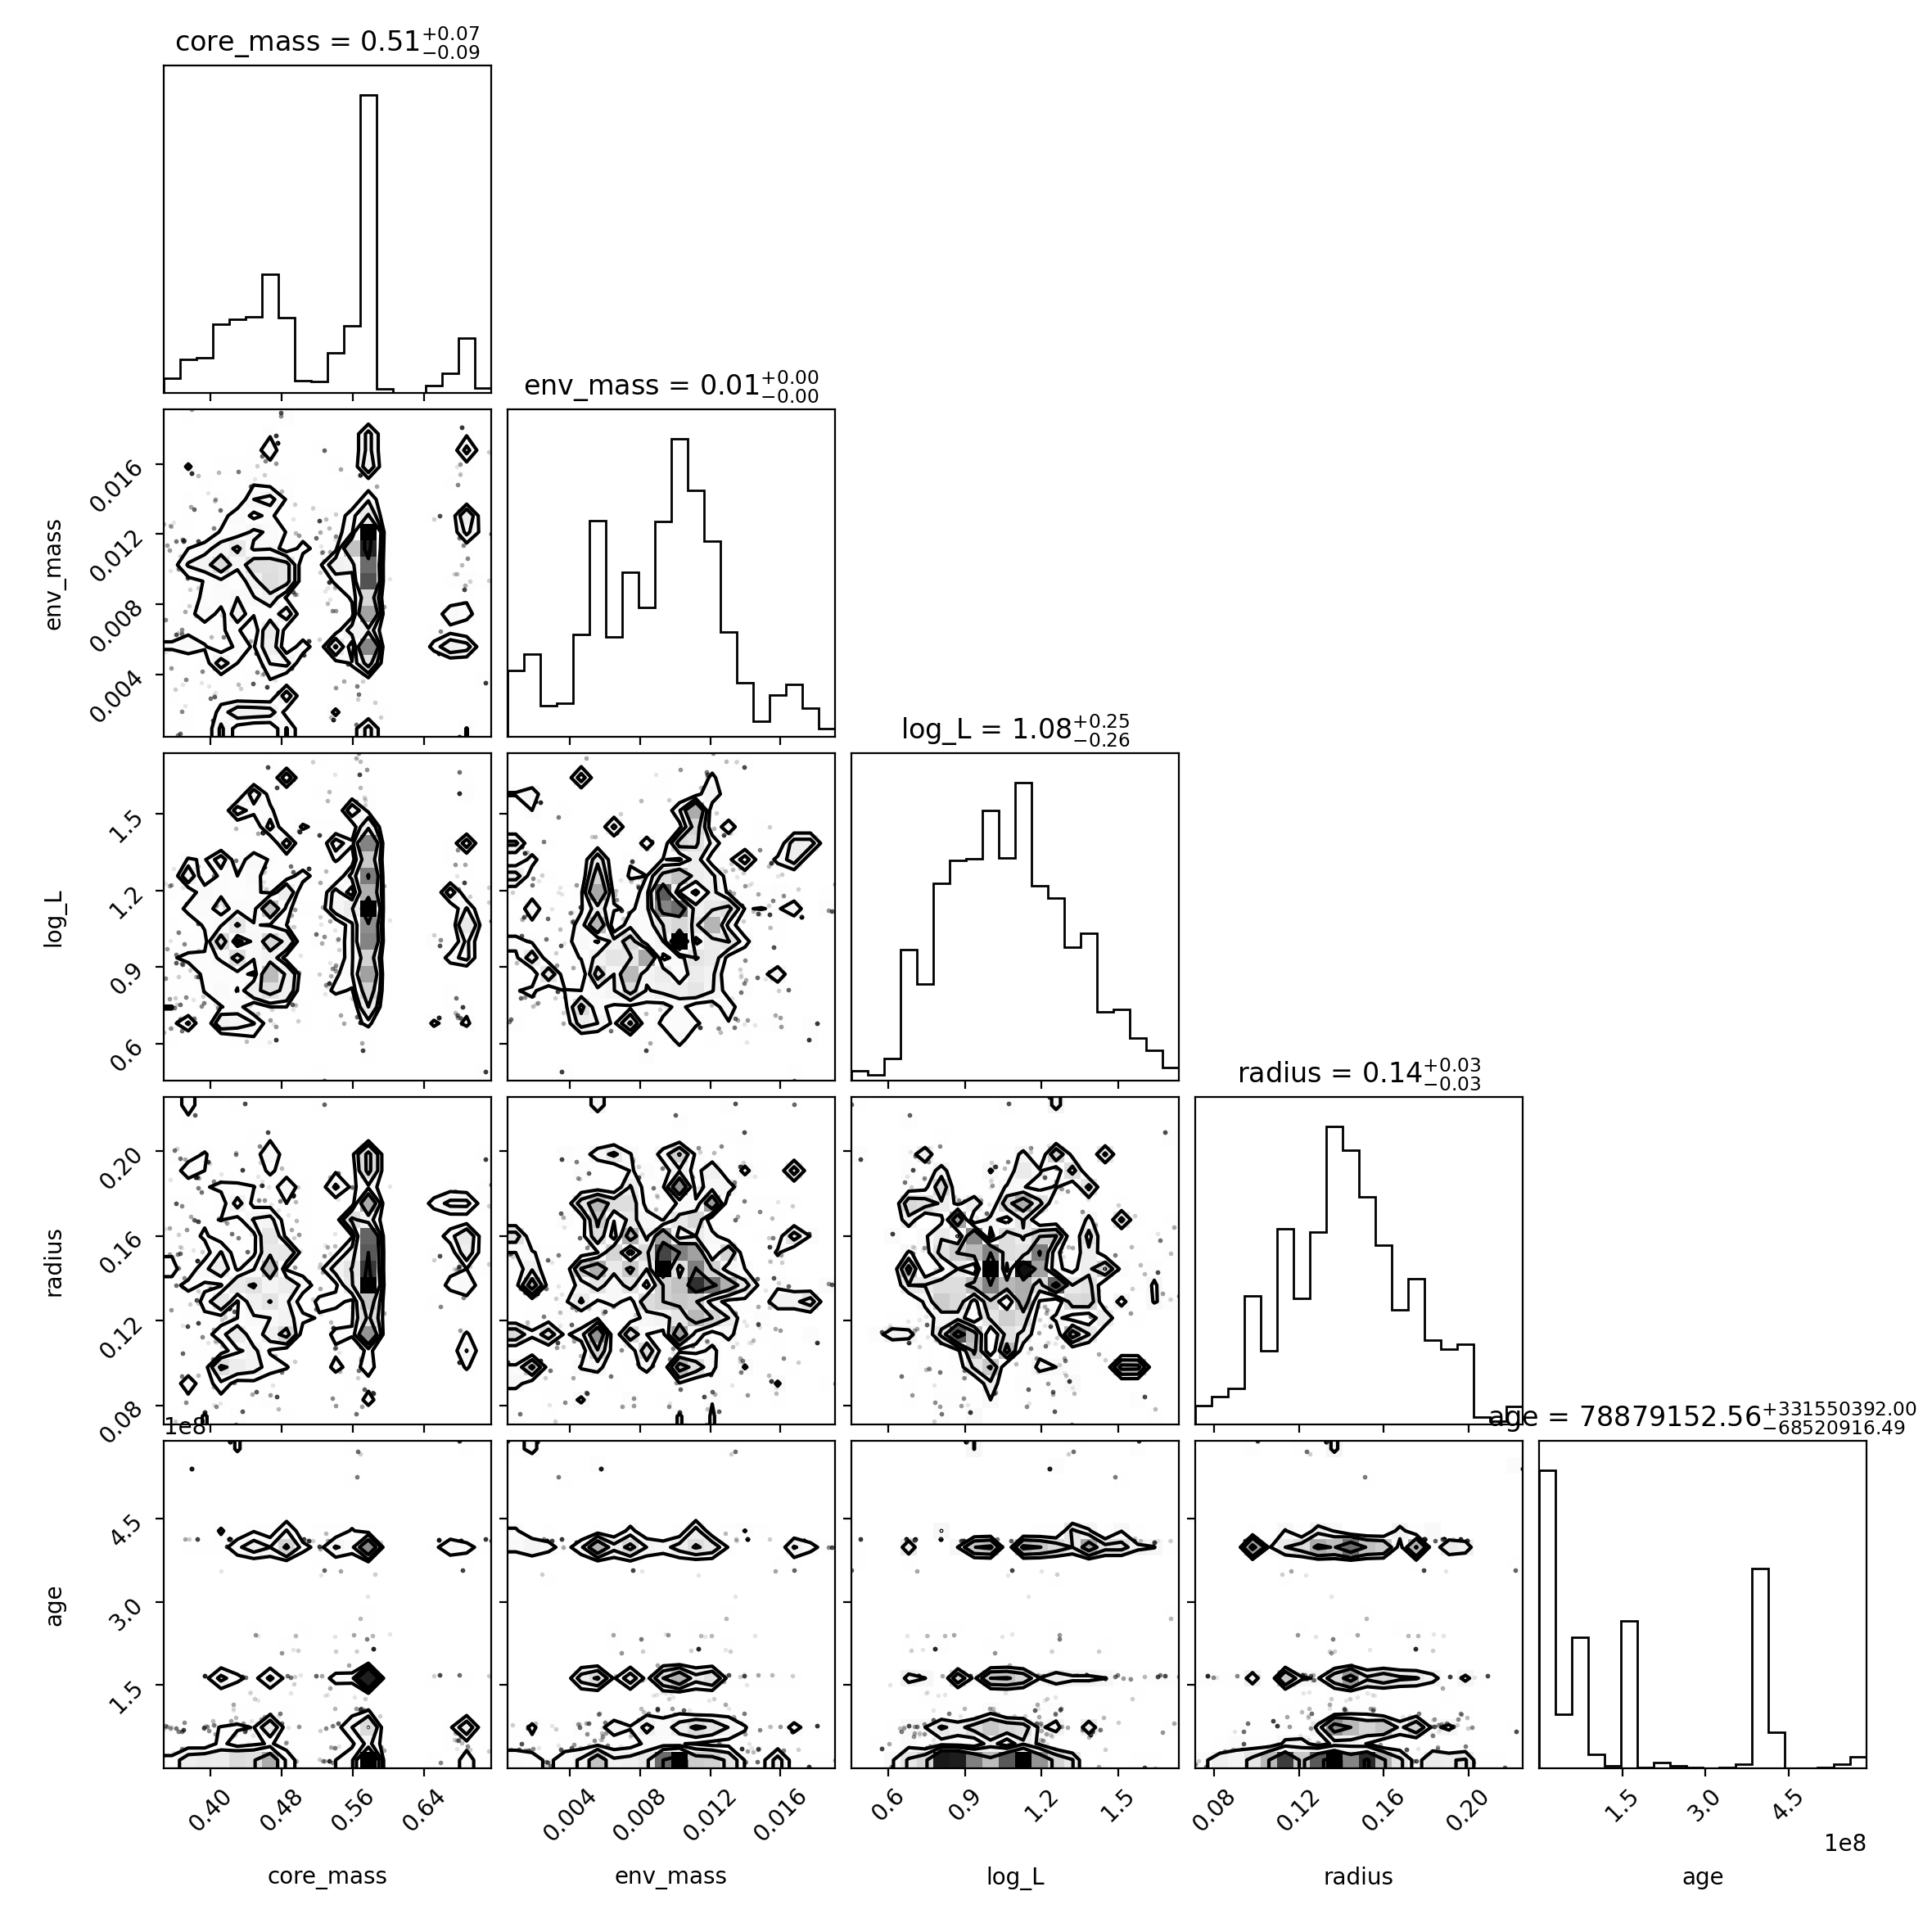 core_mass = 0.51+0.07 −0.09
env_mass = 0.01+0.00 −0.00
0.016
0.012
0.008
0.004
env_mass
log_L = 1.08+0.25 −0.26
1.5
1.2
0.9
0.6
log_L
radius = 0.14+0.03 −0.03
0.20
0.16
0.12
0.08
radius
1e8
age = 78879152.56+331550392.00 −68520916.49
4.5
3.0
1.5
age
0.40 0.48 0.56 0.64
0.004 0.008 0.012 0.016
0.6 0.9 1.2 1.5
0.08 0.12 0.16 0.20
1.5 3.0 4.5
1e8
core_mass
env_mass
log_L
radius
age